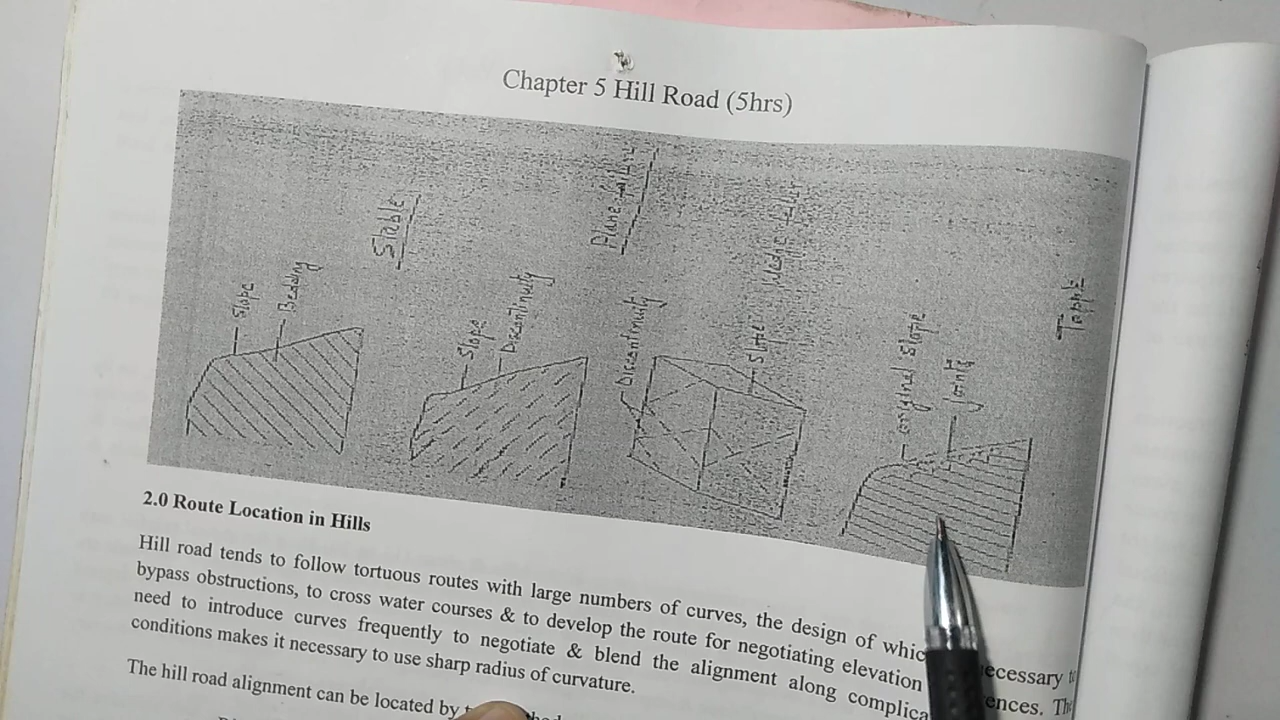 Chapter 5 Hill Road (5hrs)
Slope
Bedding
Stable
Slope
Discontinuity
Plane failure
Discontinuity
Slope
Wedge failure
original slope
Joints
Topple
2.0 Route Location in Hills
Hill road tends to follow tortuous routes with large numbers of curves, the design of whic necessary to
bypass obstructions, to cross water courses & to develop the route for negotiating elevation ences. The
need to introduce curves frequently to negotiate & blend the alignment along complica
conditions makes it necessary to use sharp radius of curvature.
The hill road alignment can be located by